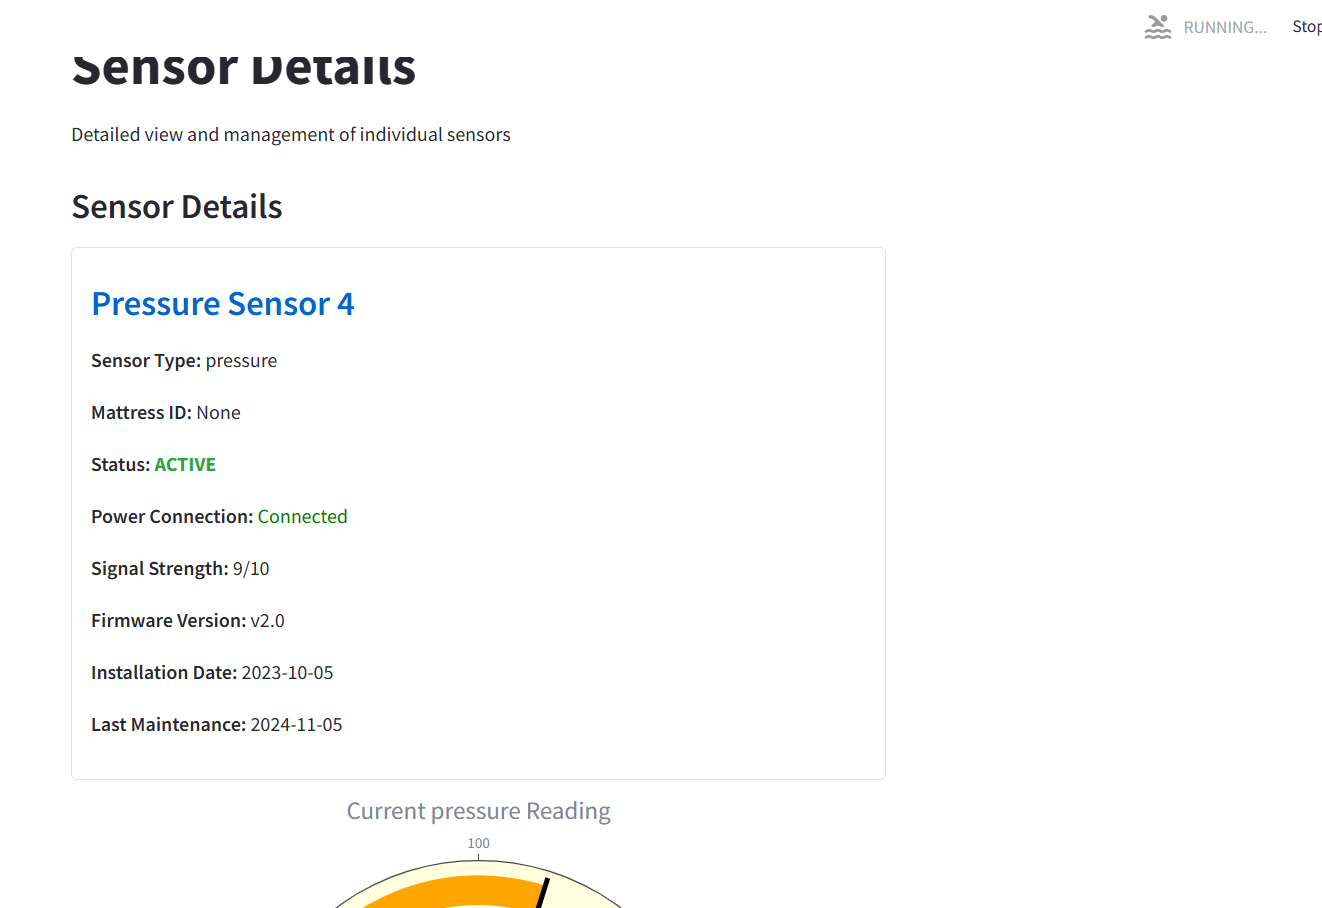 RUNNING...
Stop
Sensor Details
Detailed view and management of individual sensors
Sensor Details
Pressure Sensor 4
Sensor Type: pressure
Mattress ID: None
Status: ACTIVE
Power Connection: Connected
Signal Strength: 9/10
Firmware Version: v2.0
Installation Date: 2023-10-05
Last Maintenance: 2024-11-05
Current pressure Reading
100